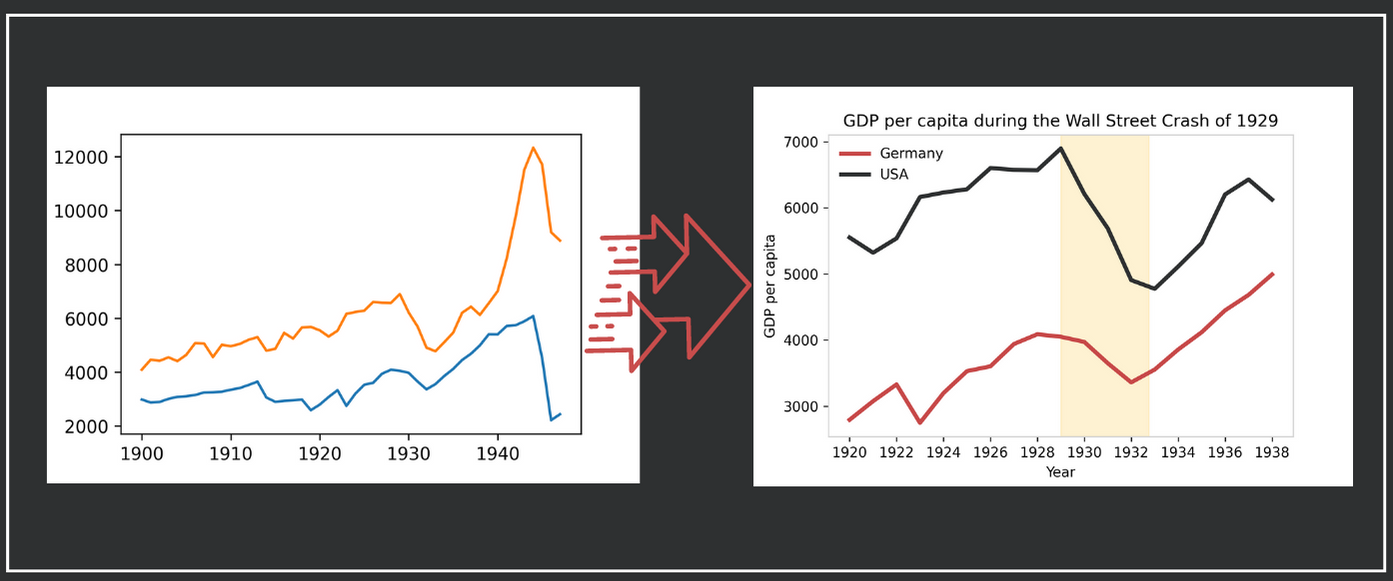 12000
10000
8000
6000
4000
2000
1900 1910 1920 1930 1940
GDP per capita during the Wall Street Crash of 1929
Germany
USA
GDP per capita
7000
6000
5000
4000
3000
1920 1922 1924 1926 1928 1930 1932 1934 1936 1938
Year